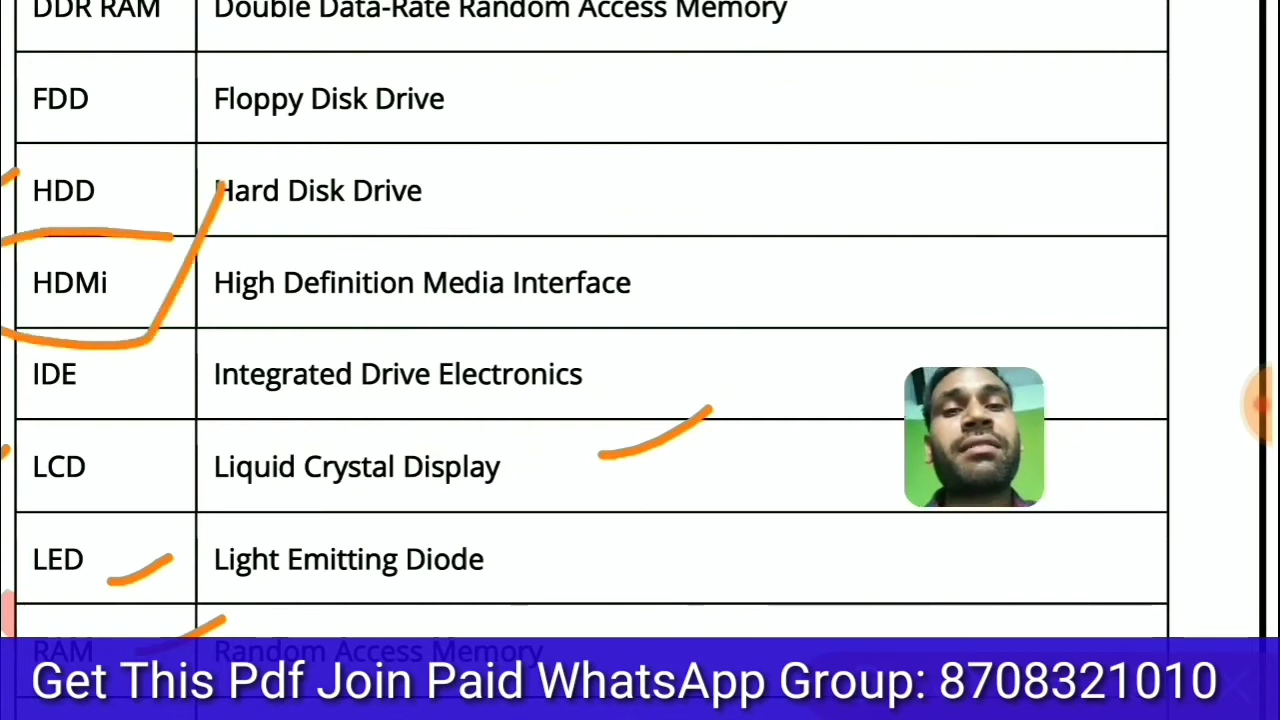 DDR RAM Double Data-Rate Random Access Memory
FDD Floppy Disk Drive
HDD Hard Disk Drive
HDMi High Definition Media Interface
IDE Integrated Drive Electronics
LCD Liquid Crystal Display
LED Light Emitting Diode
RAM Random Access Memory
Get This Pdf Join Paid WhatsApp Group: 8708321010